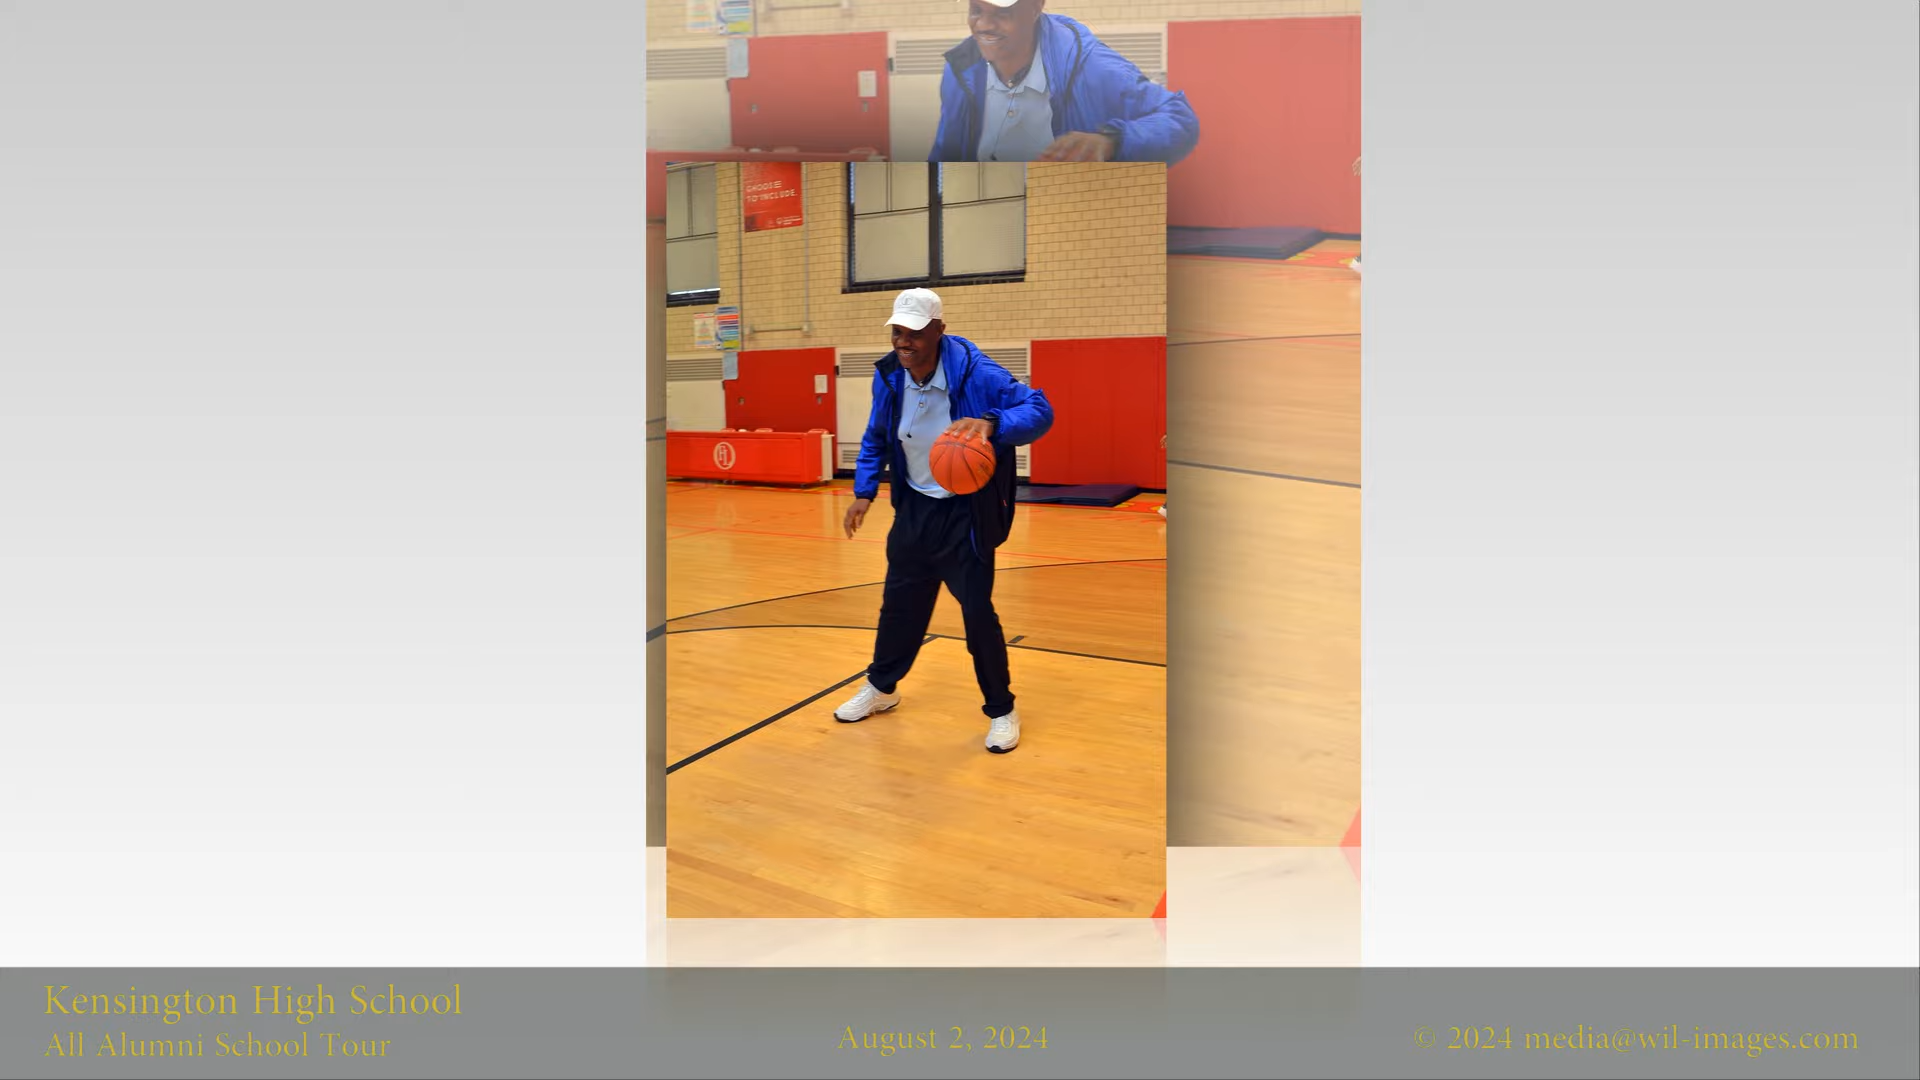 CHOOSE
TO INCLUDE
Kensington High School
All Alumni School Tour
August 2, 2024
© 2024 media@wil-images.com